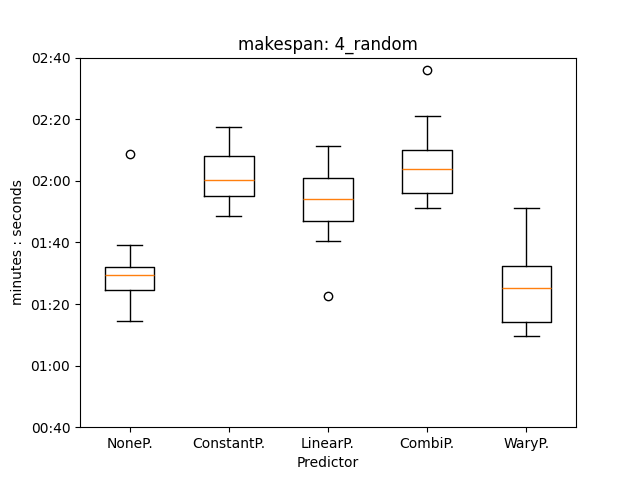 makespan: 4_random
02:40
02:20
02:00
01:40
01:20
01:00
00:40
minutes : seconds
NoneP. ConstantP. LinearP. CombiP. WaryP.
Predictor